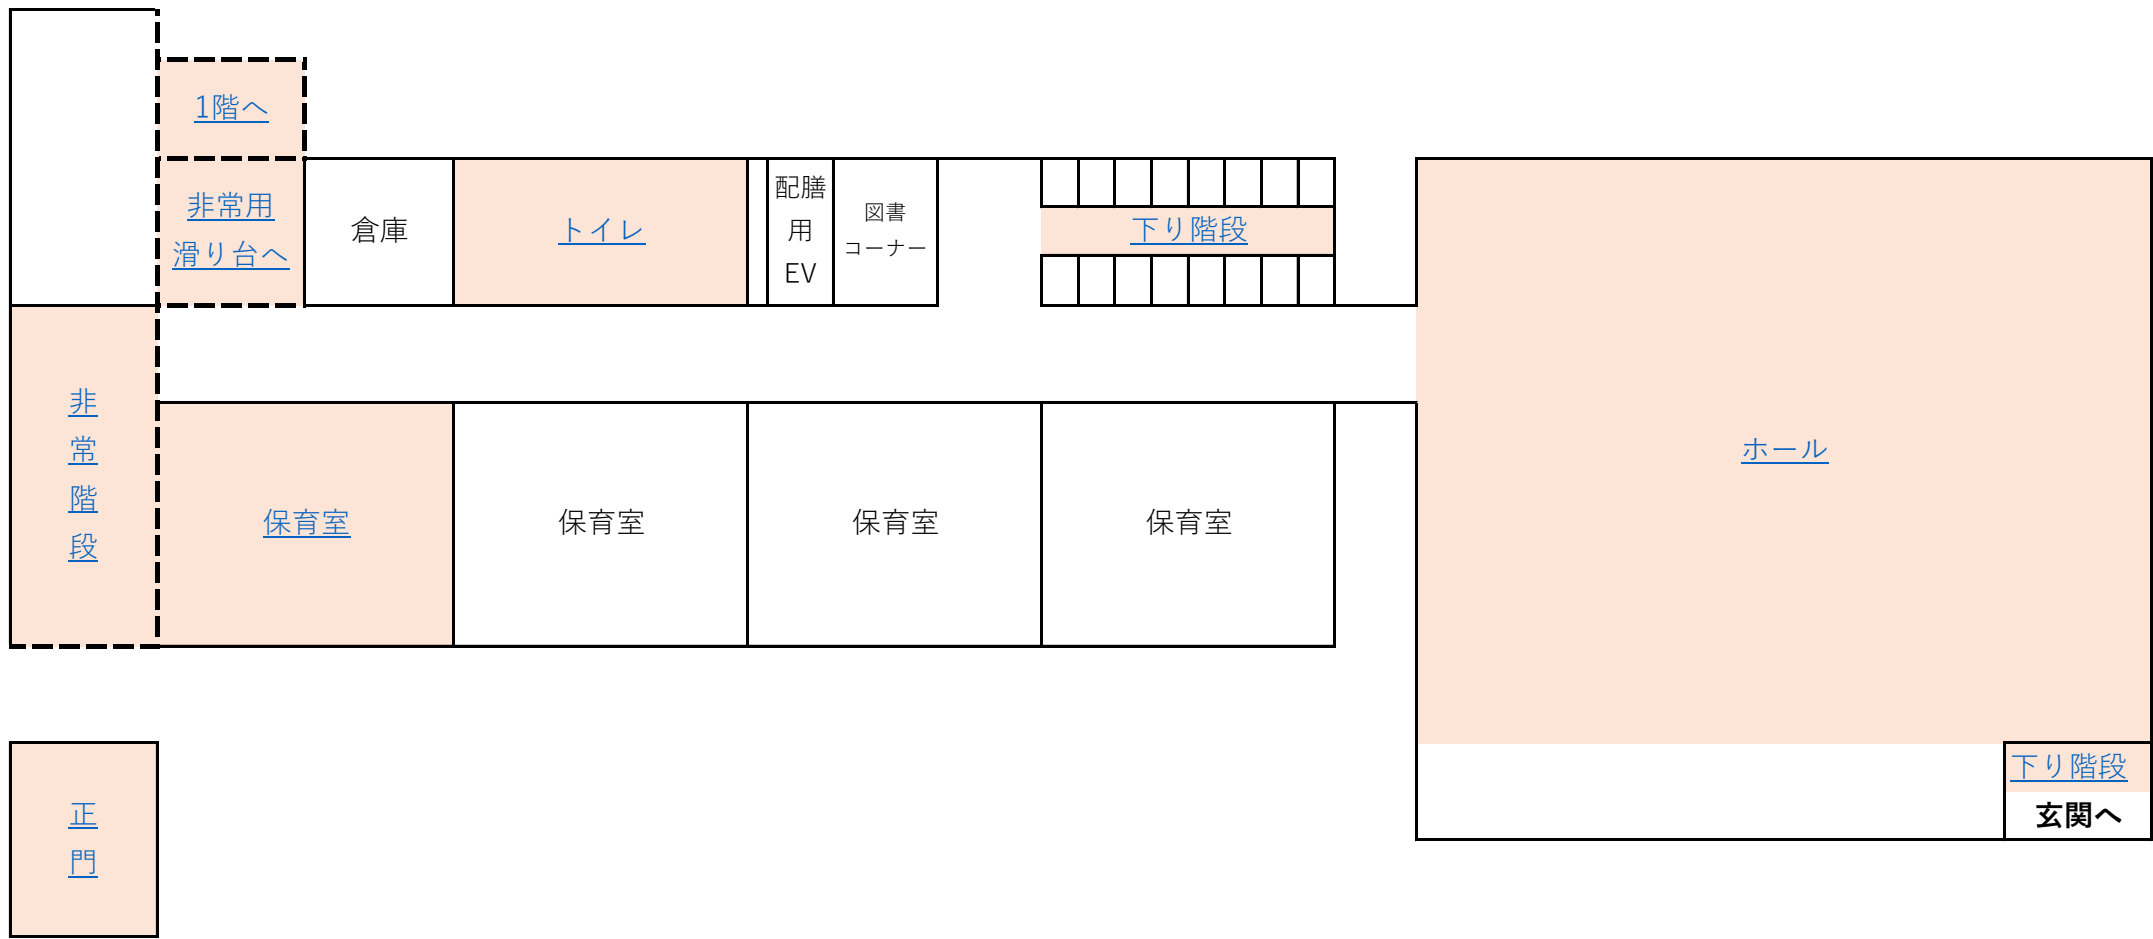 1階へ
非常用
滑り台へ
倉庫
トイレ
配膳
用
EV
図書
コーナー
下り階段
非
常
階
段
保育室
保育室
保育室
保育室
ホール
下り階段
玄関へ
正
門